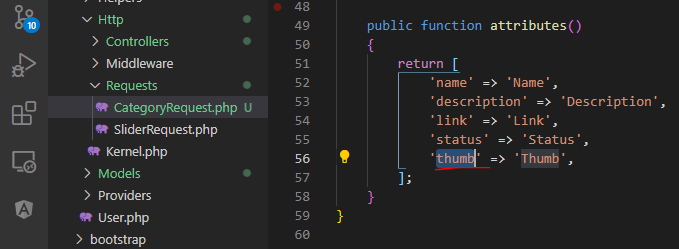 Helpers
Http
Controllers
Middleware
Requests
CategoryRequest.php U
SliderRequest.php
Kernel.php
Models
Providers
User.php
bootstrap
10
48
49 public function attributes()
50 {
51 return [
52 'name' => 'Name',
53 'description' => 'Description',
54 'link' => 'Link',
55 'status' => 'Status',
56 'thumb' => 'Thumb',
57 ];
58 }
59 }
60